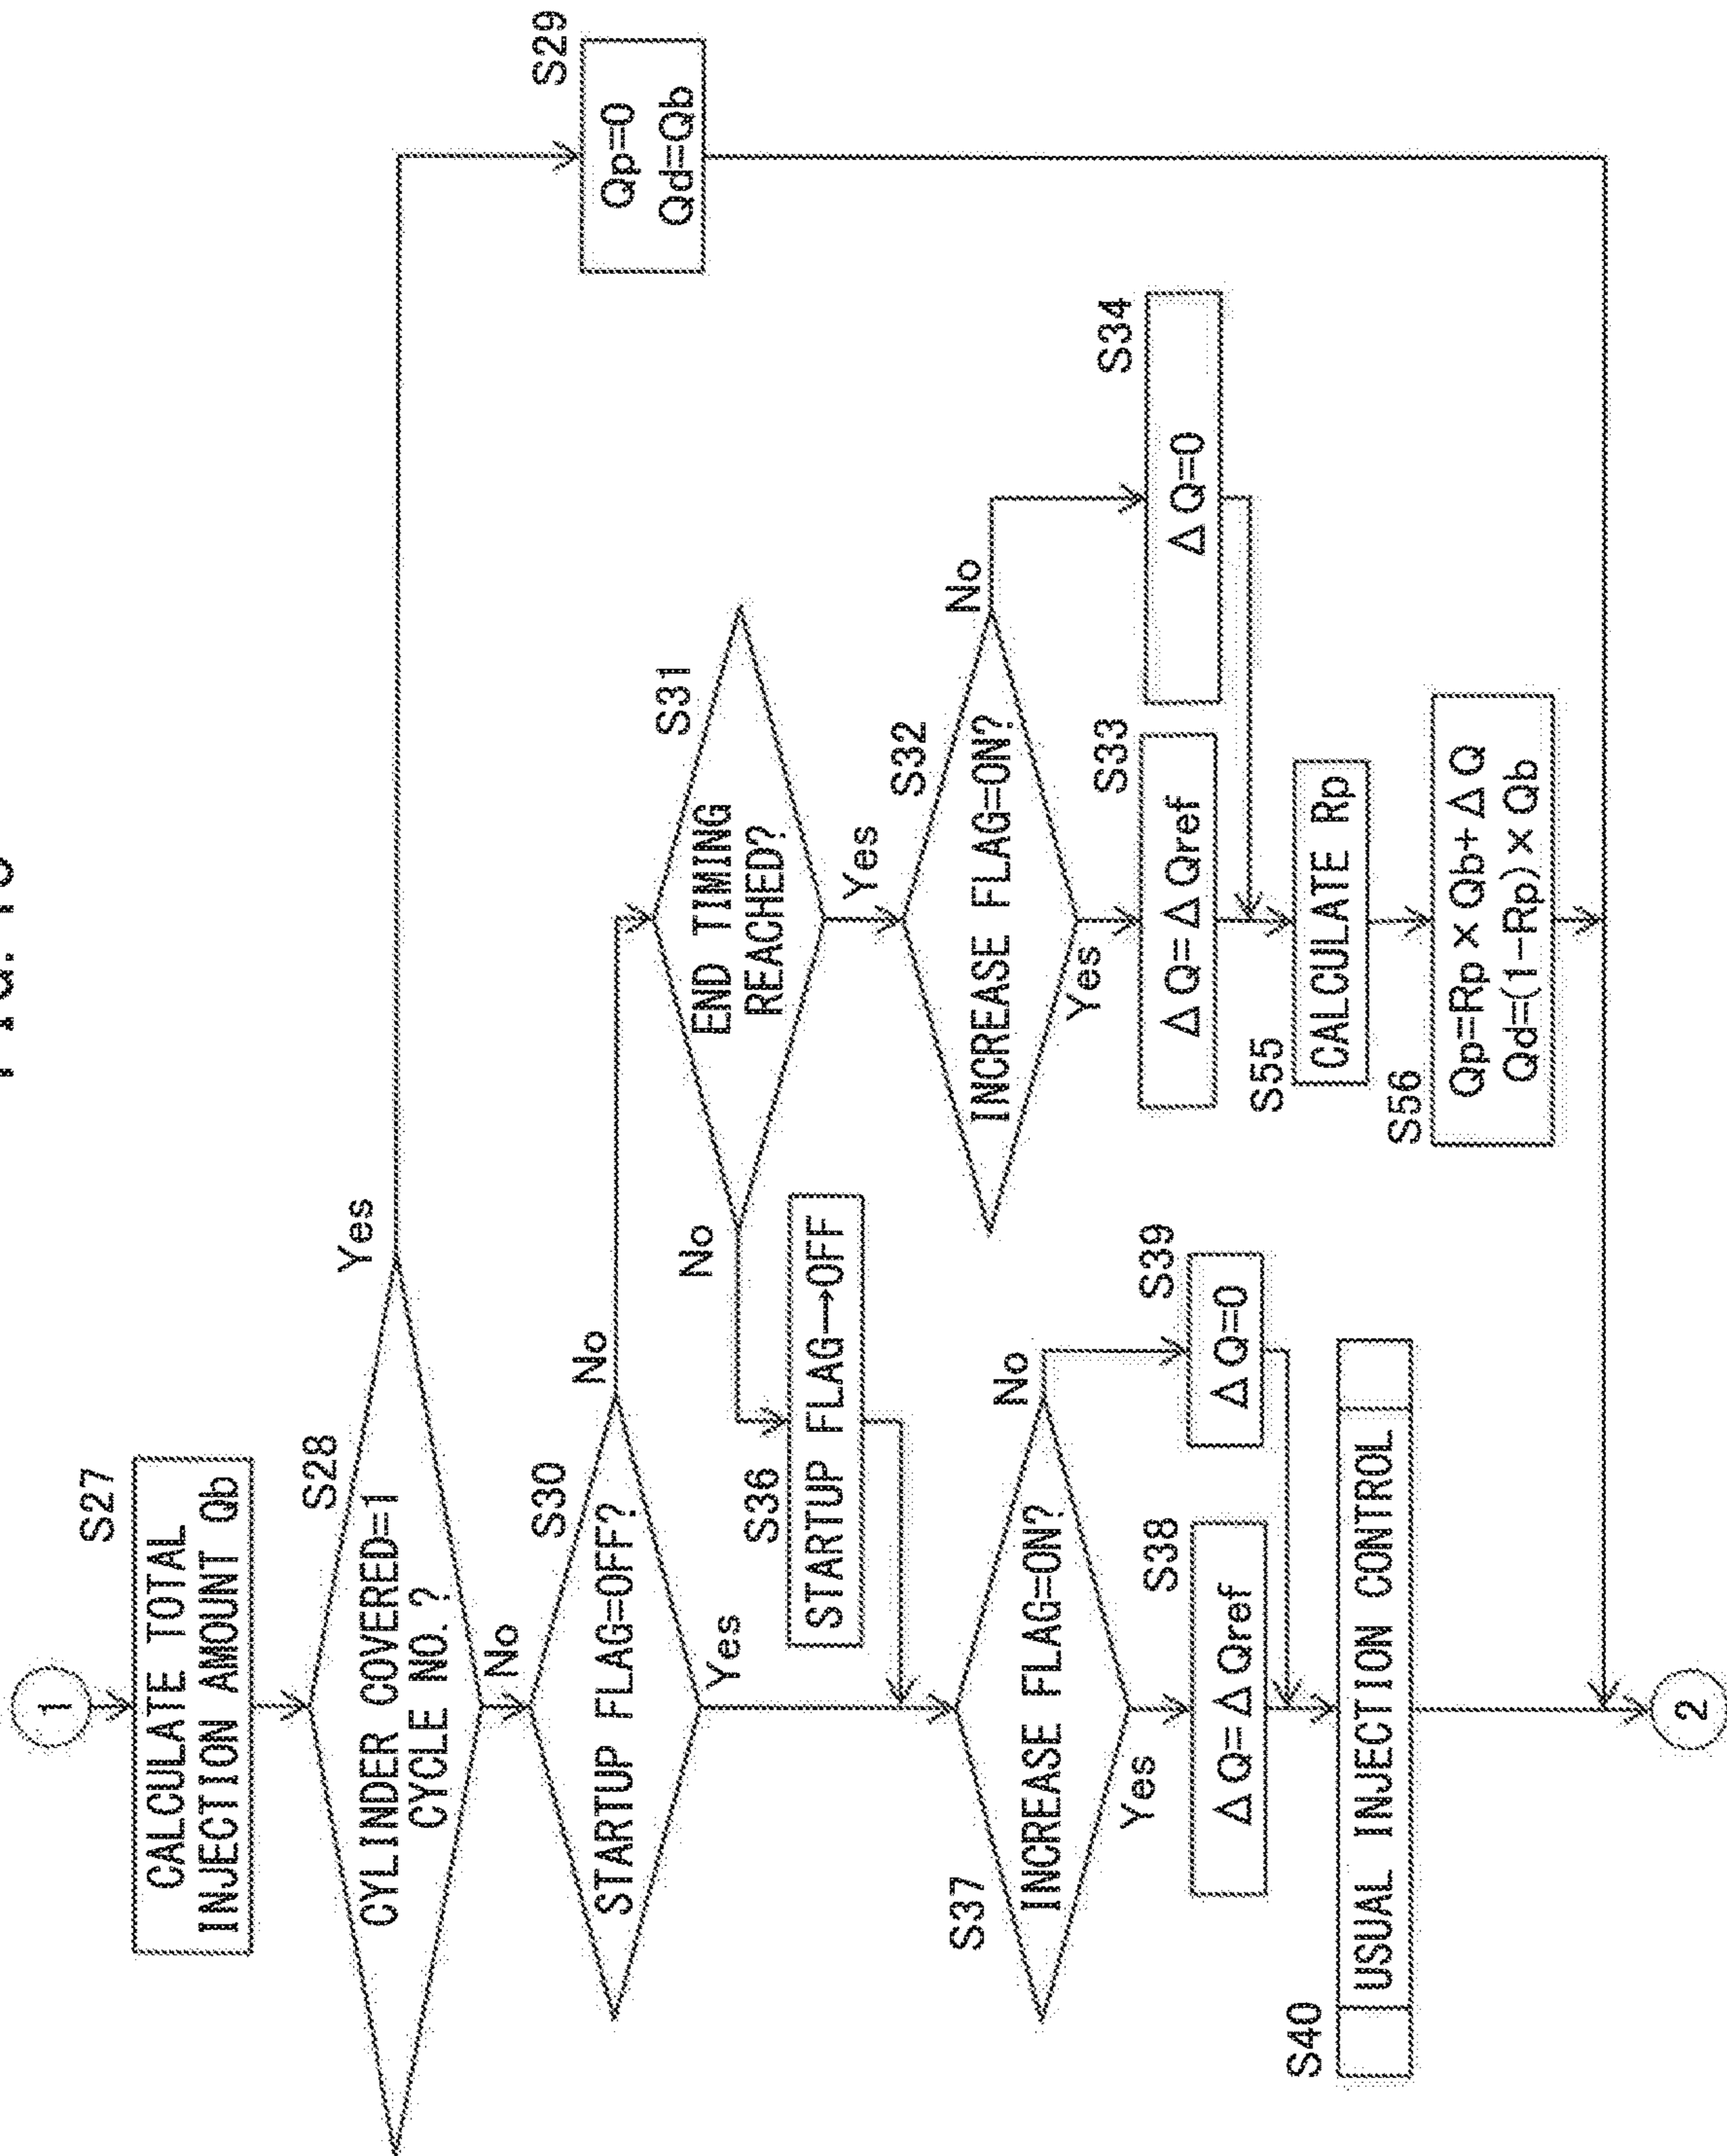 1
S27
CALCULATE TOTAL
INJECTION AMOUNT Qb
S28
CYLINDER COVERED=1
CYCLE NO.?
Yes
No
S29
Qp=0
Qd=Qb
S30
STARTUP FLAG=OFF?
No
Yes
S31
END TIMING
REACHED?
No
Yes
S36
STARTUP FLAG→OFF
S32
INCREASE FLAG=ON?
No
Yes
S33
ΔQ=ΔQref
S34
ΔQ=0
S55
CALCULATE Rp
S56
Qp=Rp×Qb+ΔQ
Qd=(1-Rp)×Qb
S37
INCREASE FLAG=ON?
No
Yes
S38
ΔQ=ΔQref
S39
ΔQ=0
S40
USUAL INJECTION CONTROL
2